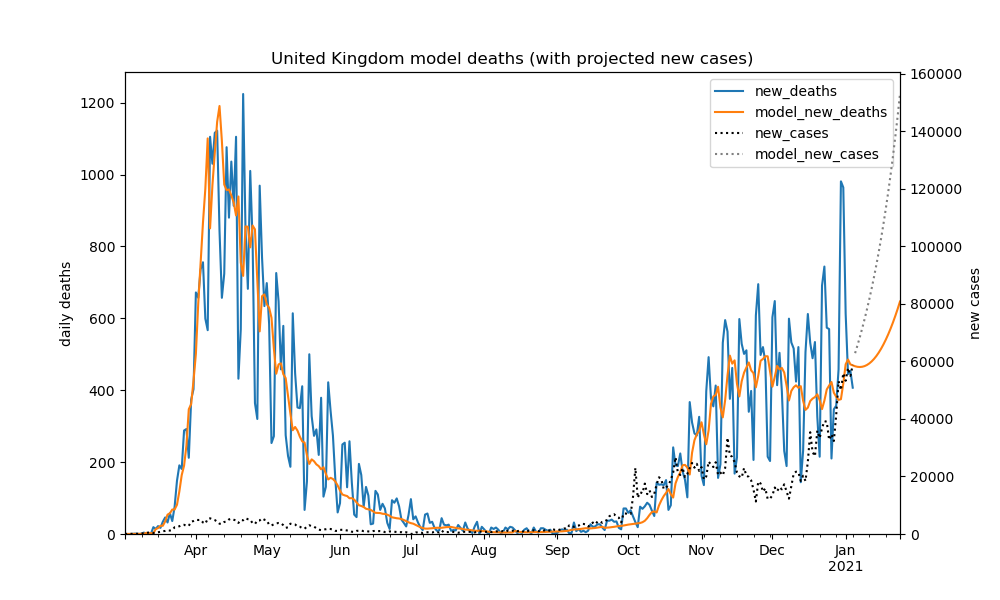 United Kingdom model deaths (with projected new cases)
new_deaths
model_new_deaths
new_cases
model_new_cases
daily deaths
new cases
0
200
400
600
800
1000
1200
0
20000
40000
60000
80000
100000
120000
140000
160000
Apr
May
Jun
Jul
Aug
Sep
Oct
Nov
Dec
Jan
2021